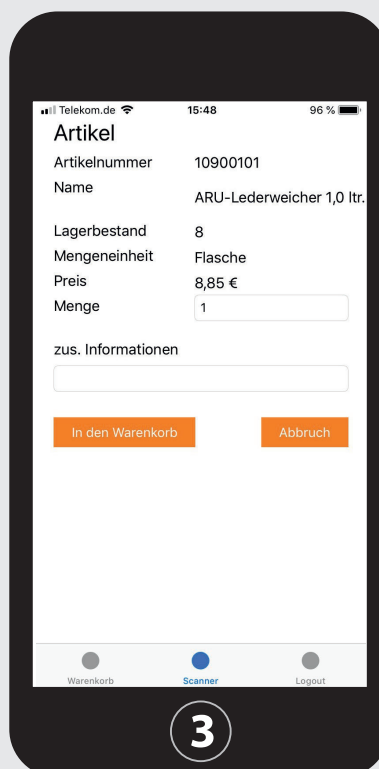 Telekom.de 15:48 96 %
Artikel
Artikelnummer 10900101
Name ARU-Lederweicher 1,0 ltr.
Lagerbestand 8
Mengeneinheit Flasche
Preis 8,85 €
Menge 1
zus. Informationen
In den Warenkorb Abbruch
Warenkorb Scanner Logout
3